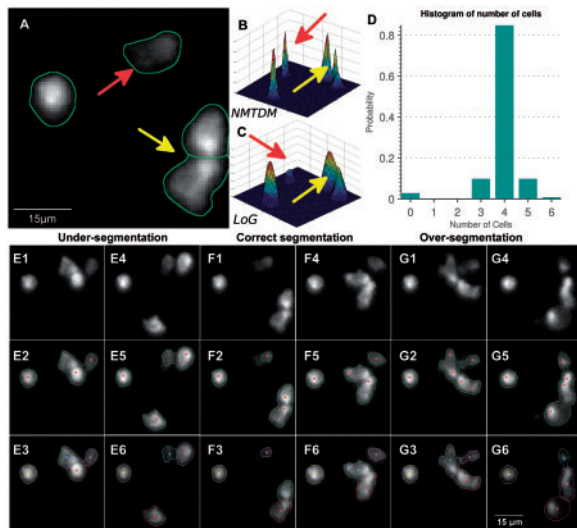 A
15µm
B
NMTDM
C
LoG
D
Histogram of number of cells
Probability
0.8
0.6
0.4
0.2
0
0 1 2 3 4 5 6
Number of Cells
Under-segmentation Correct segmentation Over-segmentation
E1 E4 F1 F4 G1 G4
E2 E5 F2 F5 G2 G5
E3 E6 F3 F6 G3 G6
15 µm